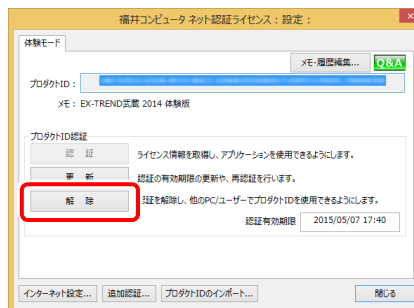 福井コンピュータ ネット認証ライセンス : 設定 :
体験モード
メモ・履歴編集... Q&A
プロダクトID :
メモ : EX-TREND武蔵 2014 体験版
プロダクトID認証
認 証 ライセンス情報を取得し、アプリケーションを使用できるようにします。
更 新 認証の有効期限の更新や、再認証を行います。
解 除 証を解除し、他のPC/ユーザーでプロダクトIDを使用できるようにします。
認証有効期限 2015/05/07 17:40
インターネット設定... 追加認証... プロダクトIDのインポート... 閉じる